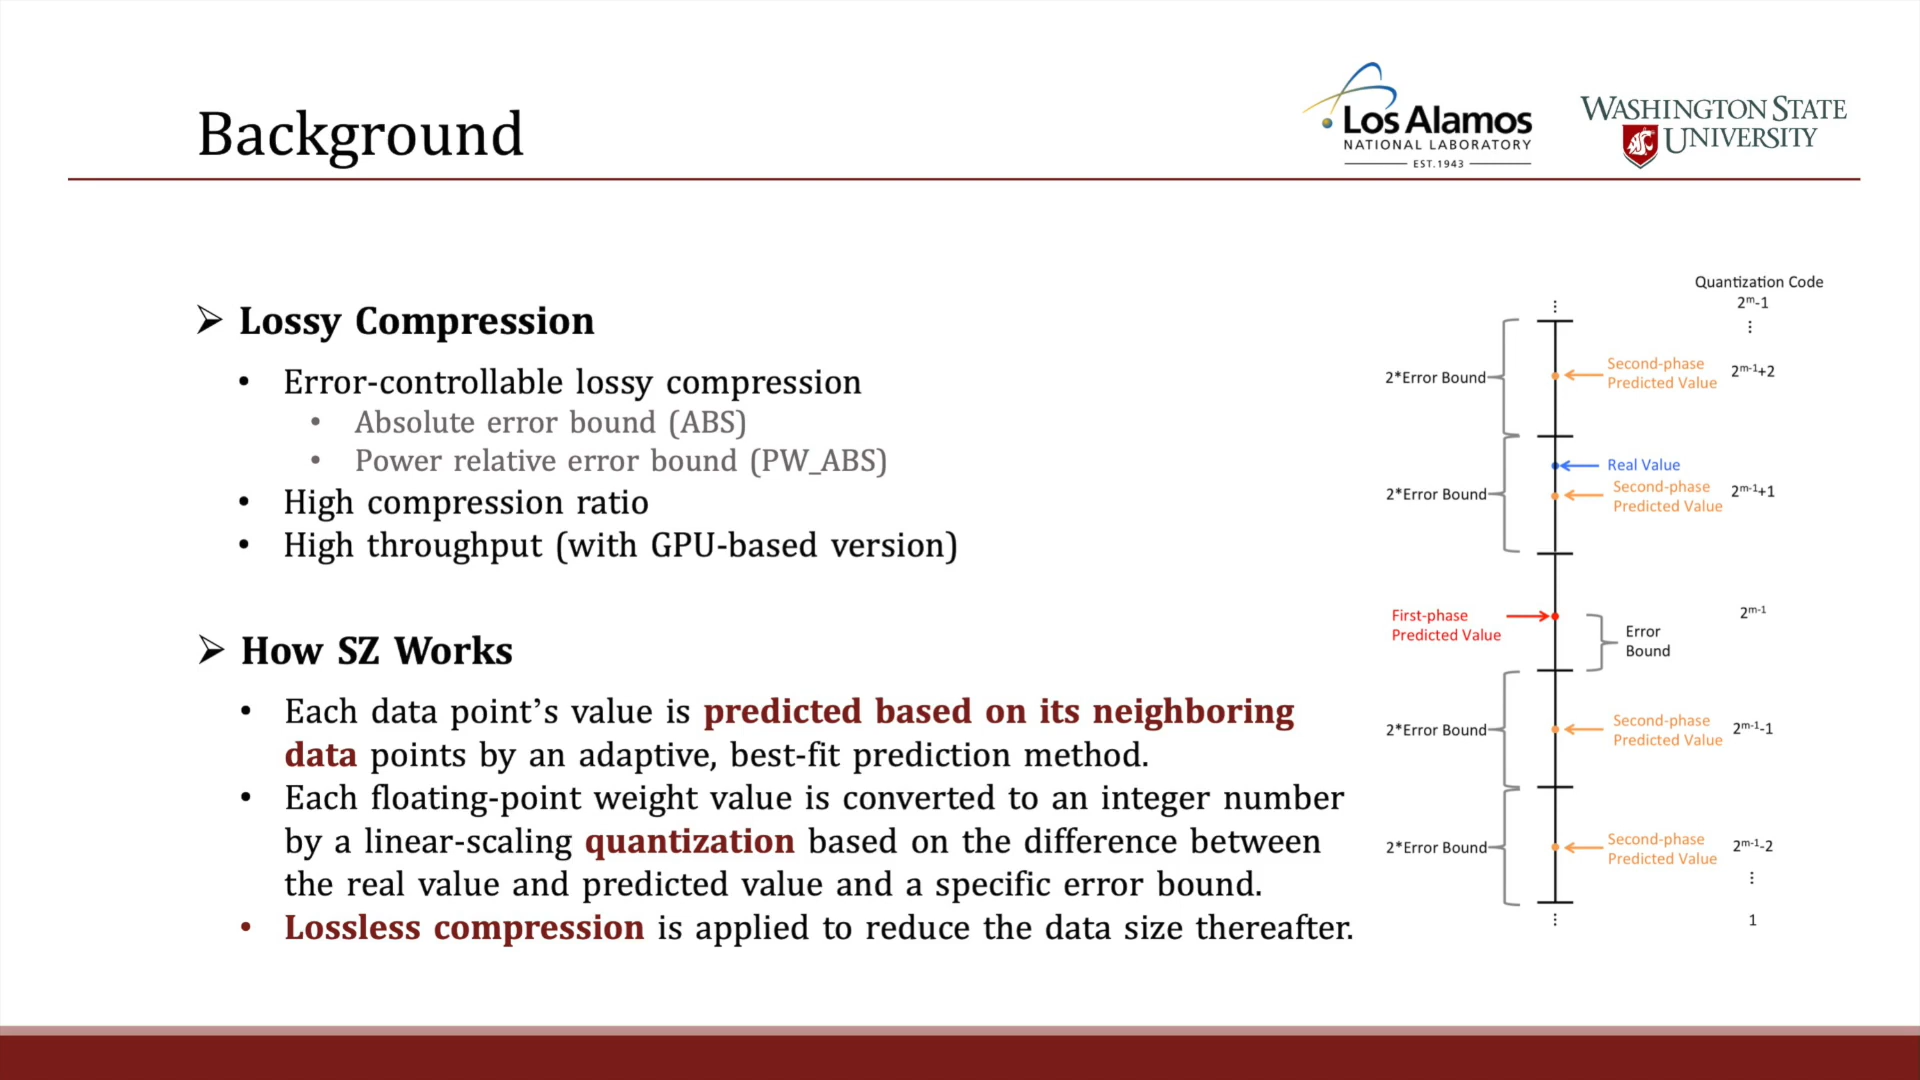 Background
Los Alamos
NATIONAL LABORATORY
EST.1943
WASHINGTON STATE
UNIVERSITY
➢ Lossy Compression
• Error-controllable lossy compression
• Absolute error bound (ABS)
• Power relative error bound (PW_ABS)
• High compression ratio
• High throughput (with GPU-based version)
➢ How SZ Works
• Each data point’s value is predicted based on its neighboring
data points by an adaptive, best-fit prediction method.
• Each floating-point weight value is converted to an integer number
by a linear-scaling quantization based on the difference between
the real value and predicted value and a specific error bound.
• Lossless compression is applied to reduce the data size thereafter.
Quantization Code
2ᵐ-1
⋮
⋮
2*Error Bound
Second-phase
Predicted Value
2ᵐ⁻¹+2
Real Value
2*Error Bound
Second-phase
Predicted Value
2ᵐ⁻¹+1
First-phase
Predicted Value
2ᵐ⁻¹
Error
Bound
2*Error Bound
Second-phase
Predicted Value
2ᵐ⁻¹-1
2*Error Bound
Second-phase
Predicted Value
2ᵐ⁻¹-2
⋮
⋮
1